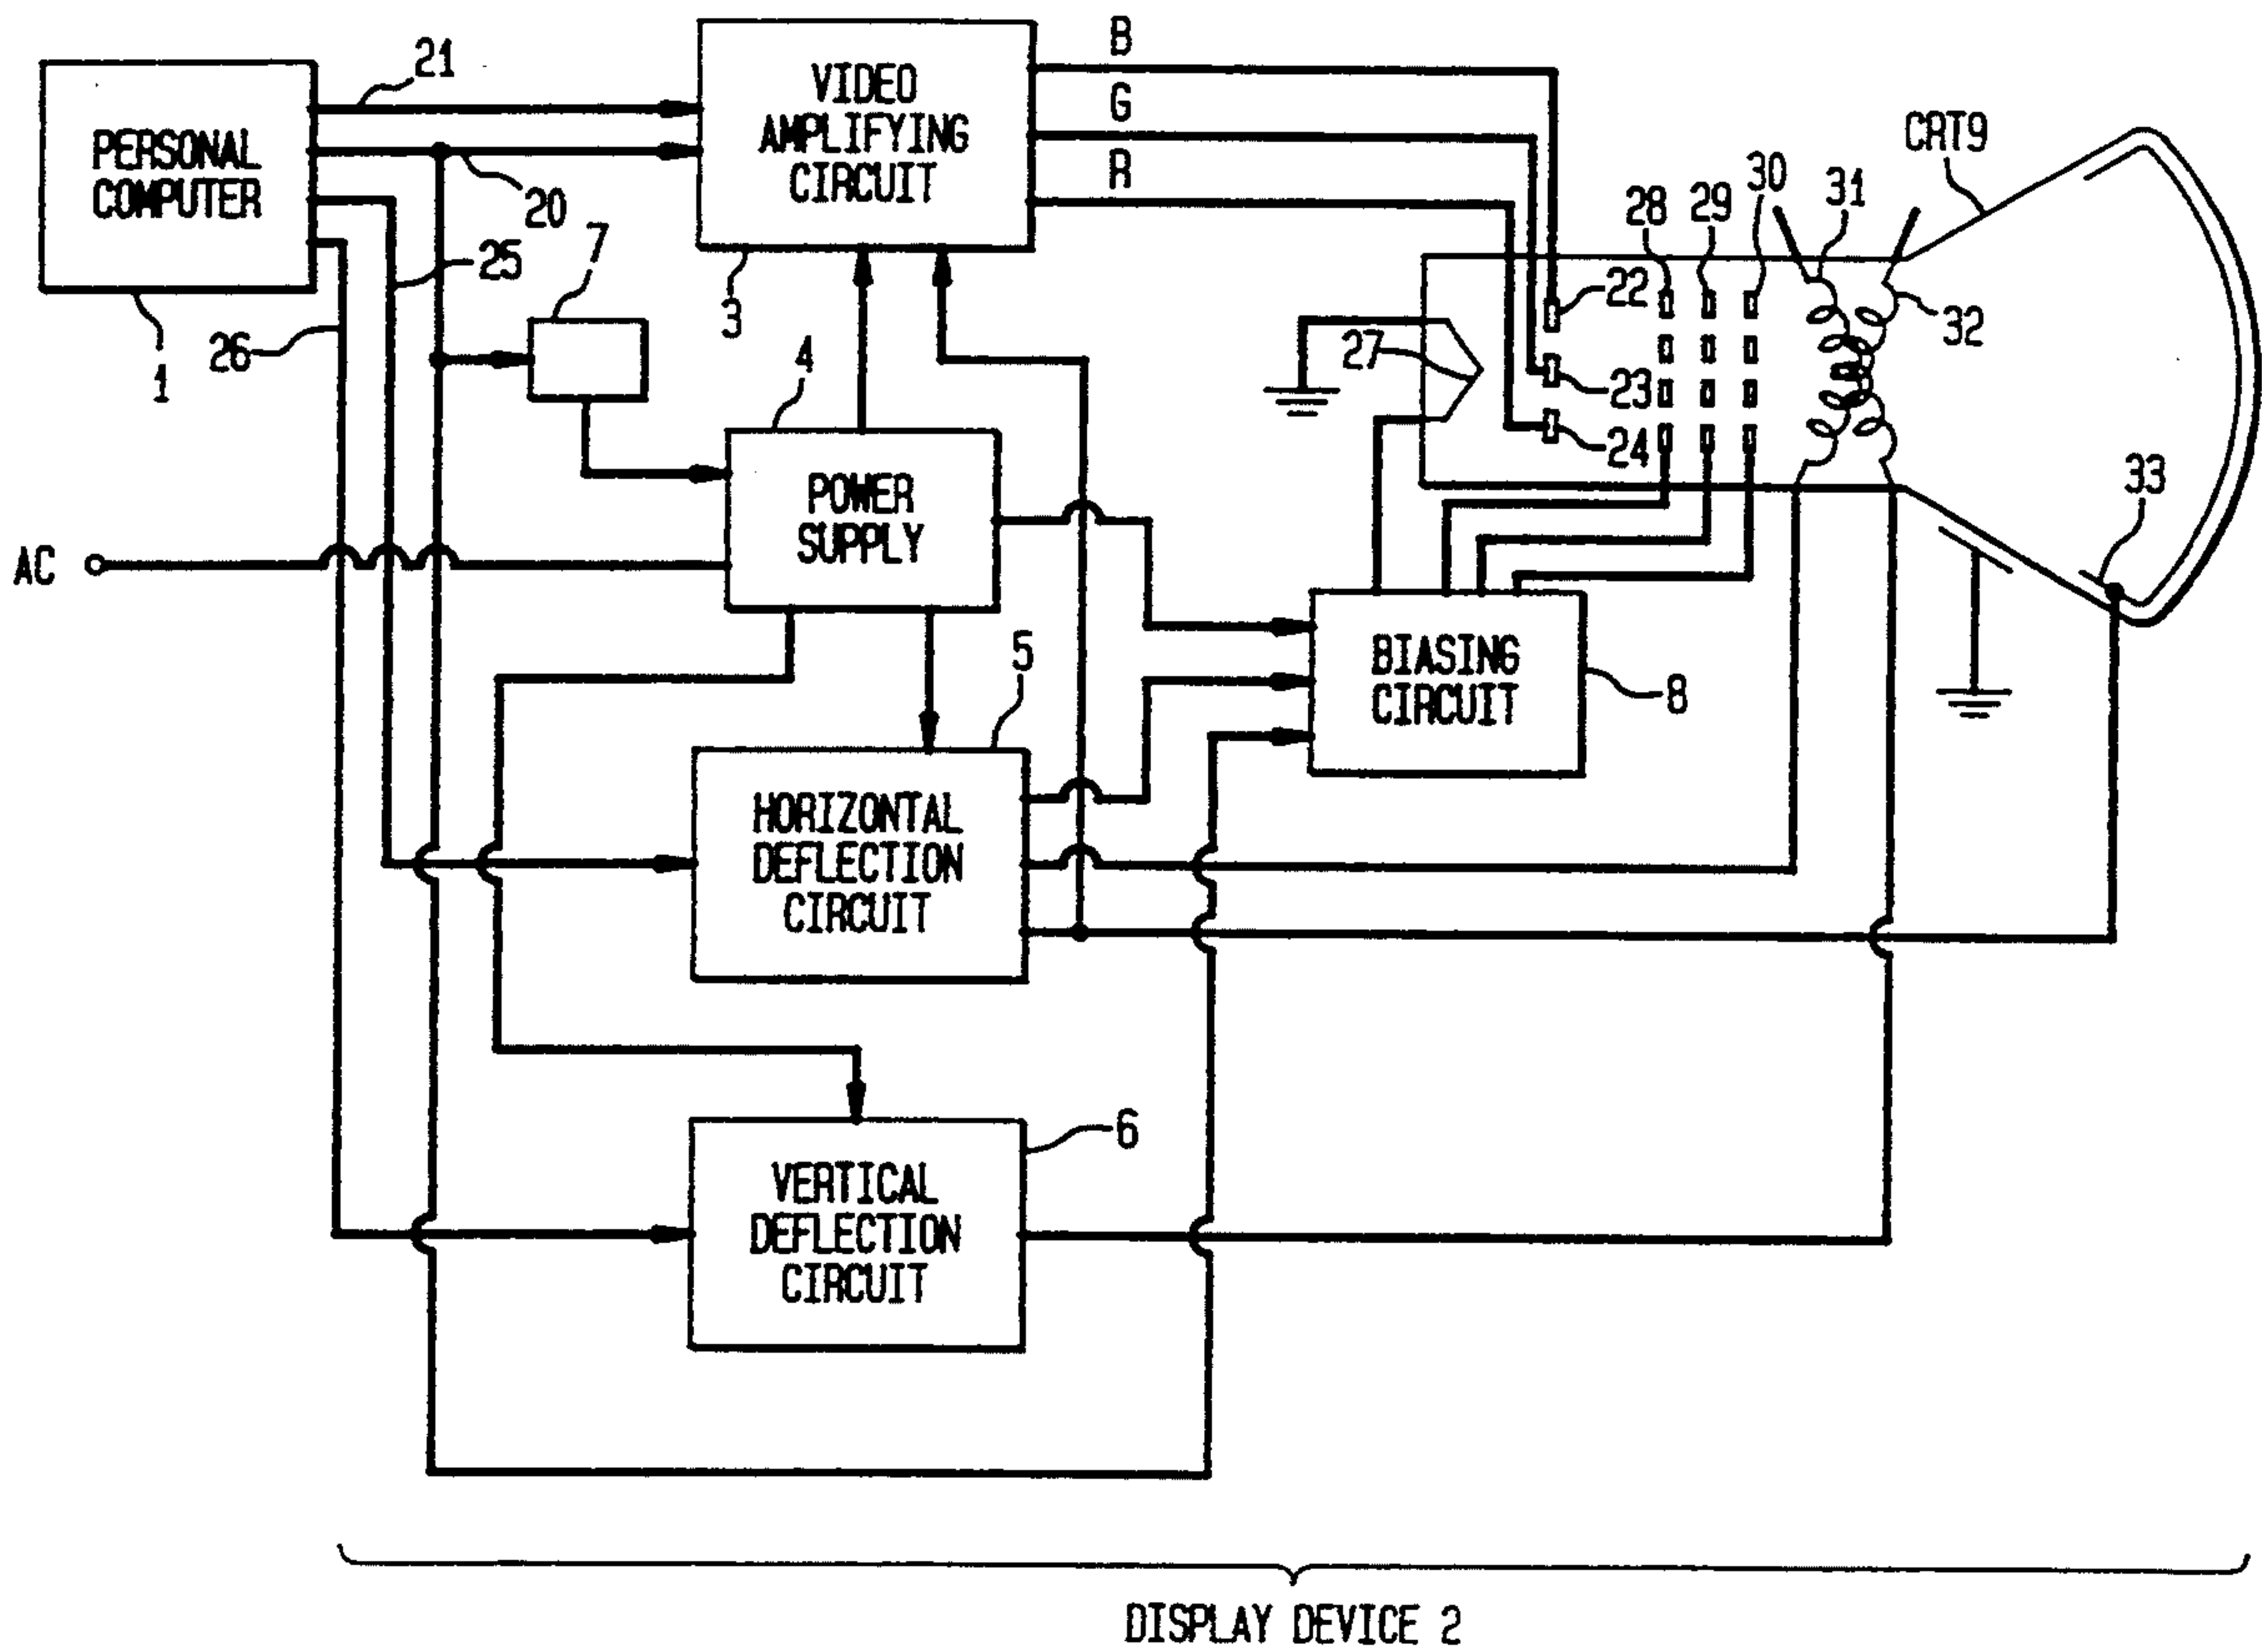 PERSONAL
COMPUTER
1
21
20
25
26
7
VIDEO
AMPLIFYING
CIRCUIT
3
B
G
R
4
POWER
SUPPLY
AC
5
HORIZONTAL
DEFLECTION
CIRCUIT
6
VERTICAL
DEFLECTION
CIRCUIT
BIASING
CIRCUIT
8
27
22
23
24
28
29
30
31
32
CRT9
33
DISPLAY DEVICE 2